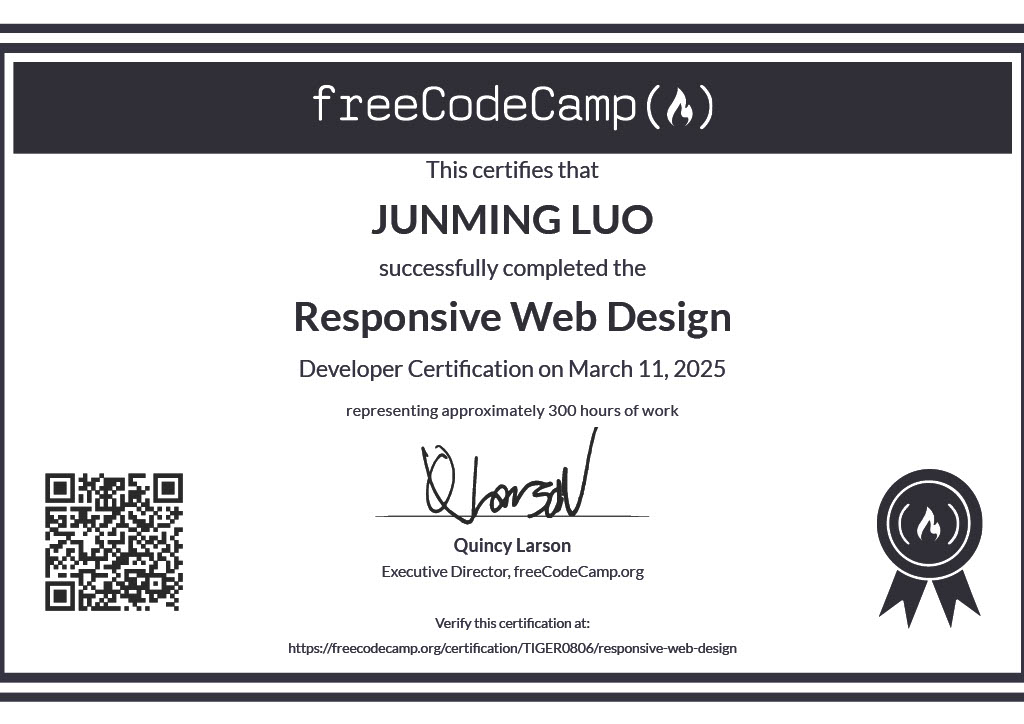 freeCodeCamp
This certifies that
JUNMING LUO
successfully completed the
Responsive Web Design
Developer Certification on March 11, 2025
representing approximately 300 hours of work
Q Larson
Quincy Larson
Executive Director, freeCodeCamp.org
Verify this certification at:
https://freecodecamp.org/certification/TIGER0806/responsive-web-design